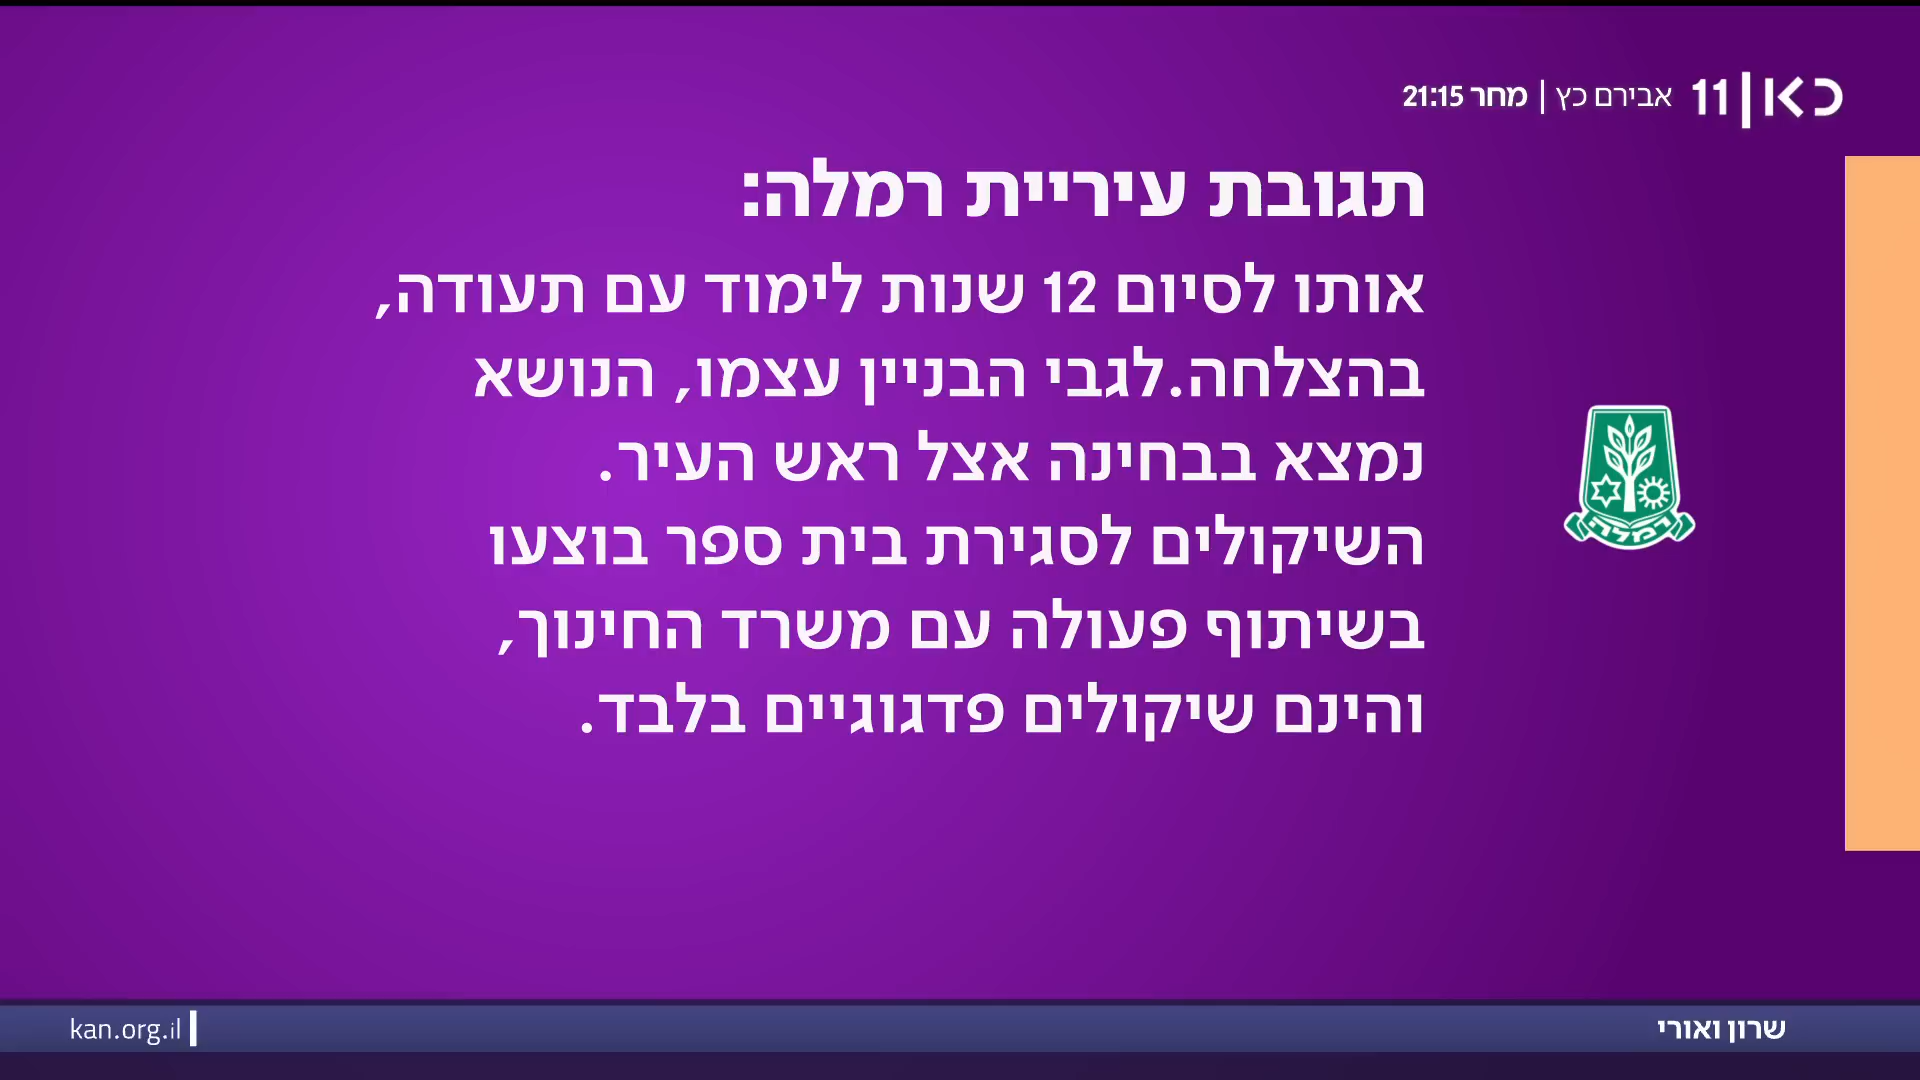 כאן | 11 אבירם כץ | מחר 21:15
תגובת עיריית רמלה:
אותו לסיום 12 שנות לימוד עם תעודה,
בהצלחה.לגבי הבניין עצמו, הנושא
נמצא בבחינה אצל ראש העיר.
השיקולים לסגירת בית ספר בוצעו
בשיתוף פעולה עם משרד החינוך,
והינם שיקולים פדגוגיים בלבד.
רמלה
שרון ואורי
kan.org.il